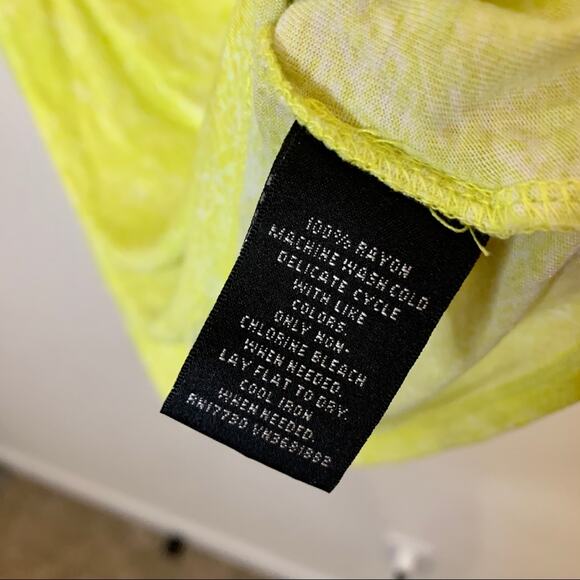 100% RAYON
MACHINE WASH COLD
DELICATE CYCLE
WITH LIKE
COLORS.
ONLY NON-
CHLORINE BLEACH
WHEN NEEDED.
LAY FLAT TO DRY.
COOL IRON
WHEN NEEDED.
RN17730 VN3691882